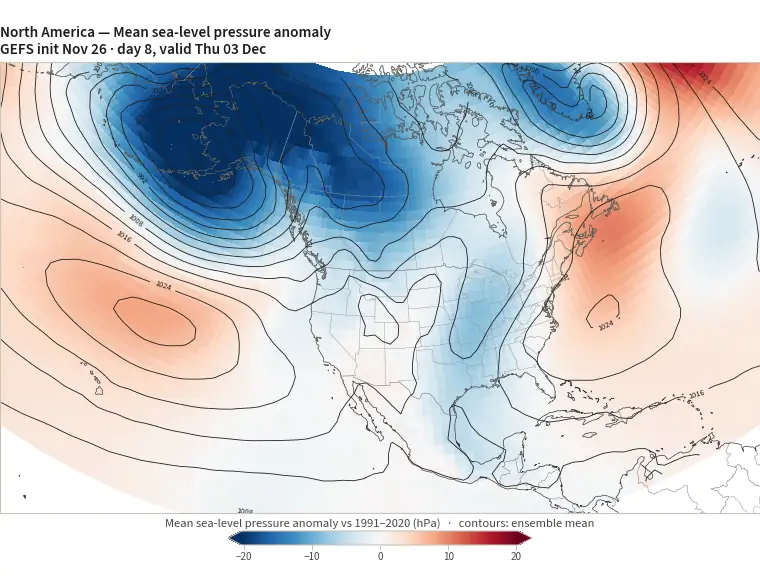 North America — Mean sea-level pressure anomaly
GEFS init Nov 26 · day 8, valid Thu 03 Dec
1024
992
1008
1016
1024
1024
1016
Mean sea-level pressure anomaly vs 1991–2020 (hPa) · contours: ensemble mean
−20 −10 0 10 20